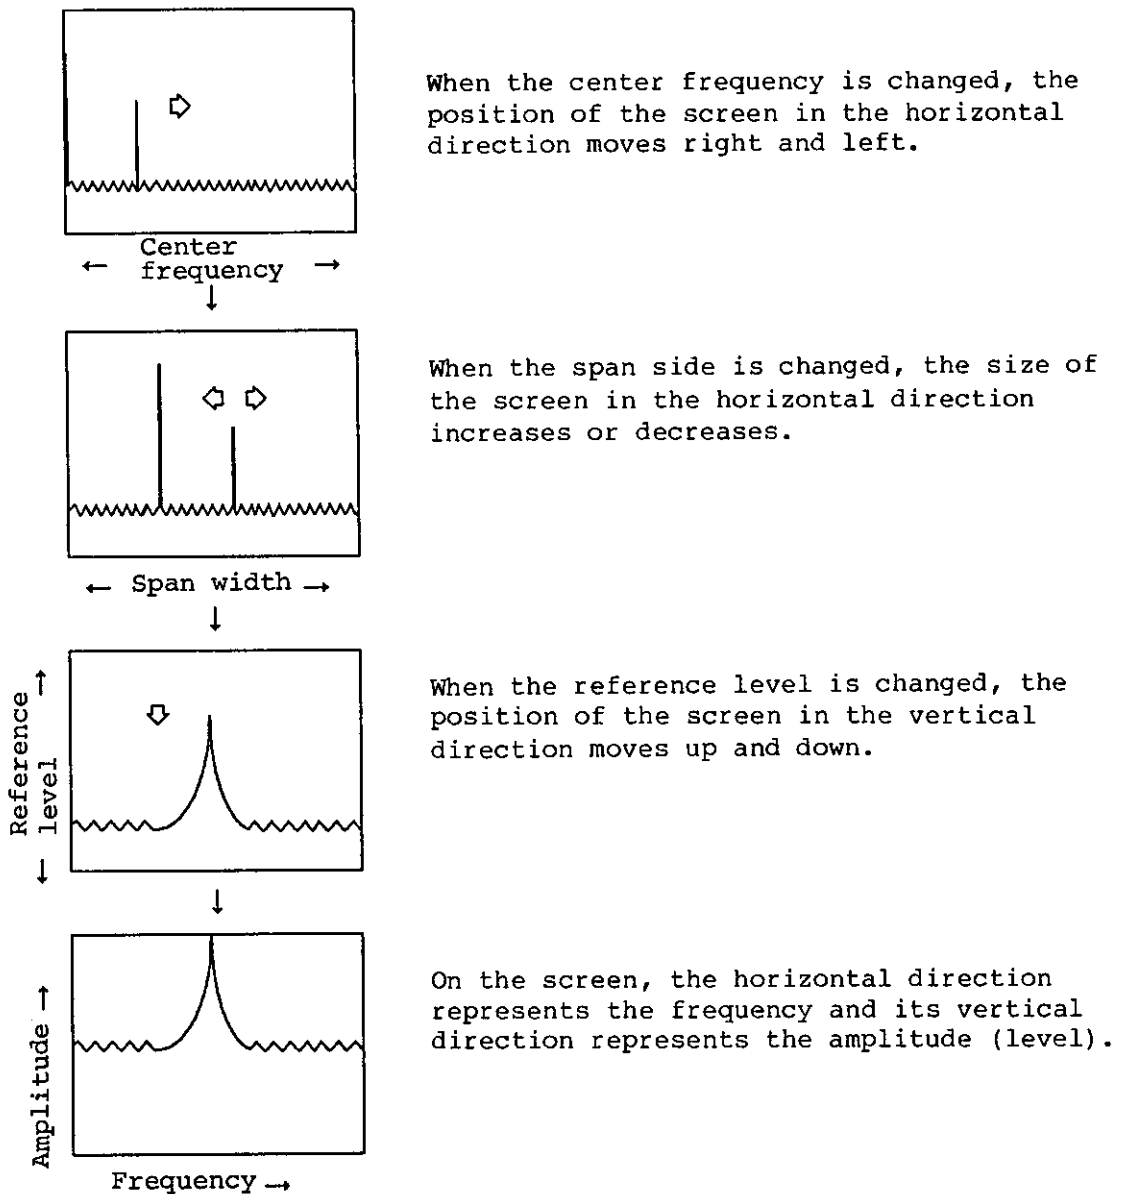 When the center frequency is changed, the
position of the screen in the horizontal
direction moves right and left.
Center
← frequency →
↓
When the span side is changed, the size of
the screen in the horizontal direction
increases or decreases.
← Span width →
↓
When the reference level is changed, the
position of the screen in the vertical
direction moves up and down.
← Reference →
level
↓
On the screen, the horizontal direction
represents the frequency and its vertical
direction represents the amplitude (level).
Amplitude →
Frequency →